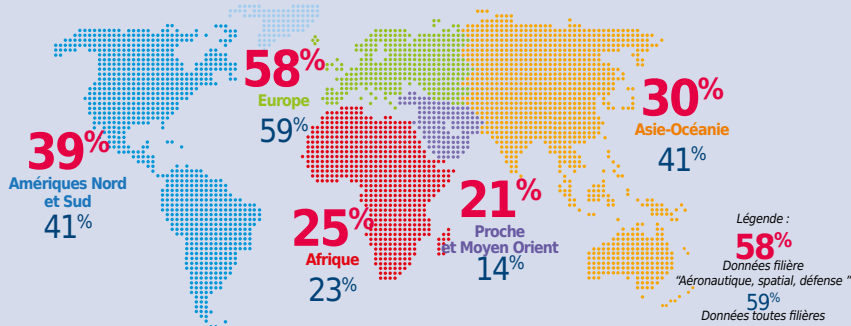 58%
Europe
59%
30%
Asie-Océanie
41%
39%
Amériques Nord
et Sud
41%
25%
Afrique
23%
21%
Proche
et Moyen Orient
14%
Légende :
58%
Données filière
"Aéronautique, spatial, défense "
59%
Données toutes filières